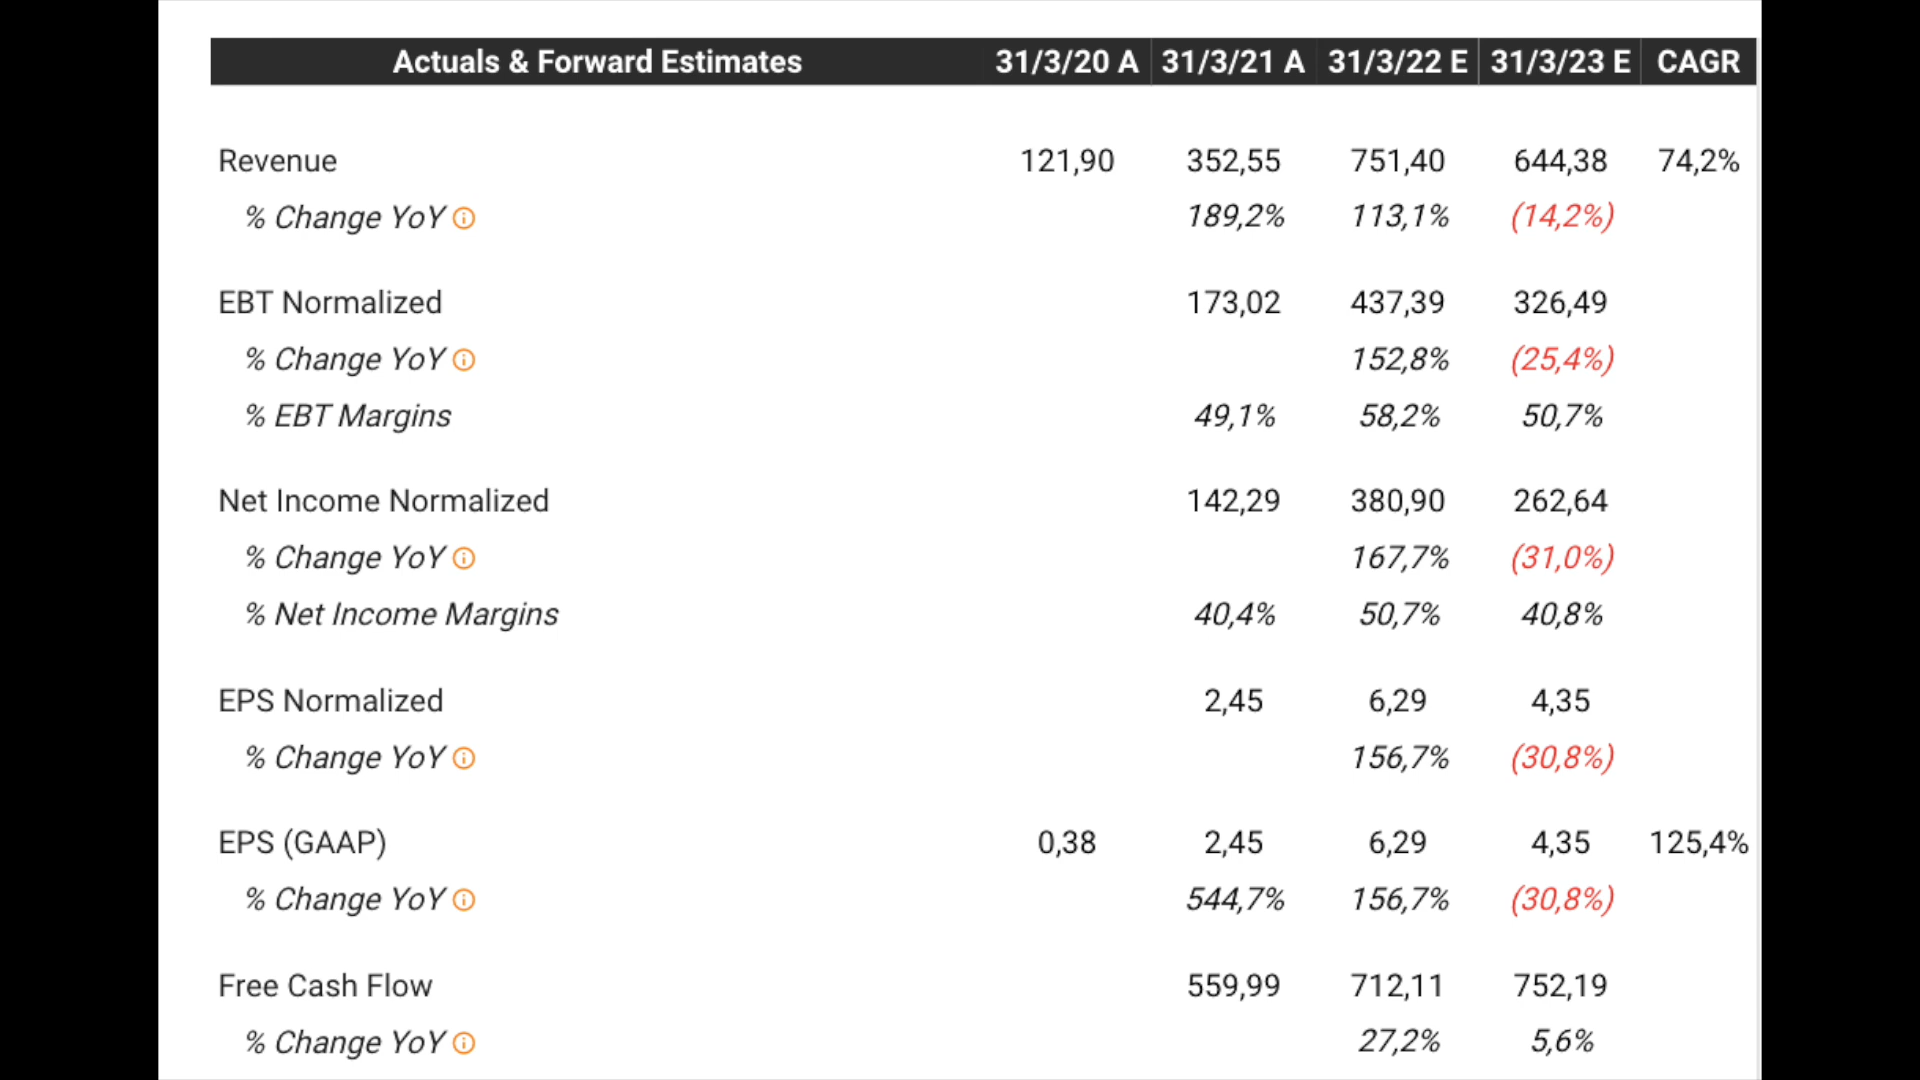 Actuals & Forward Estimates 31/3/20 A 31/3/21 A 31/3/22 E 31/3/23 E CAGR
Revenue 121,90 352,55 751,40 644,38 74,2%
% Change YoY 189,2% 113,1% (14,2%)
EBT Normalized 173,02 437,39 326,49
% Change YoY 152,8% (25,4%)
% EBT Margins 49,1% 58,2% 50,7%
Net Income Normalized 142,29 380,90 262,64
% Change YoY 167,7% (31,0%)
% Net Income Margins 40,4% 50,7% 40,8%
EPS Normalized 2,45 6,29 4,35
% Change YoY 156,7% (30,8%)
EPS (GAAP) 0,38 2,45 6,29 4,35 125,4%
% Change YoY 544,7% 156,7% (30,8%)
Free Cash Flow 559,99 712,11 752,19
% Change YoY 27,2% 5,6%